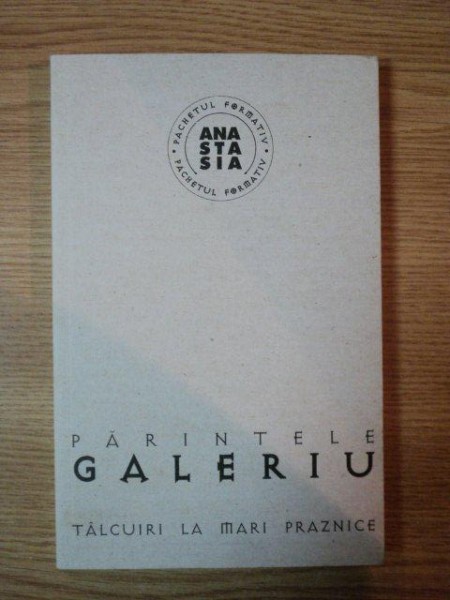 • PACHETUL FORMATIV •
PACHETUL FORMATIV
ANA
STA
SIA
PĂRINTELE
GALERIU
TÂLCUIRI LA MARI PRAZNICE